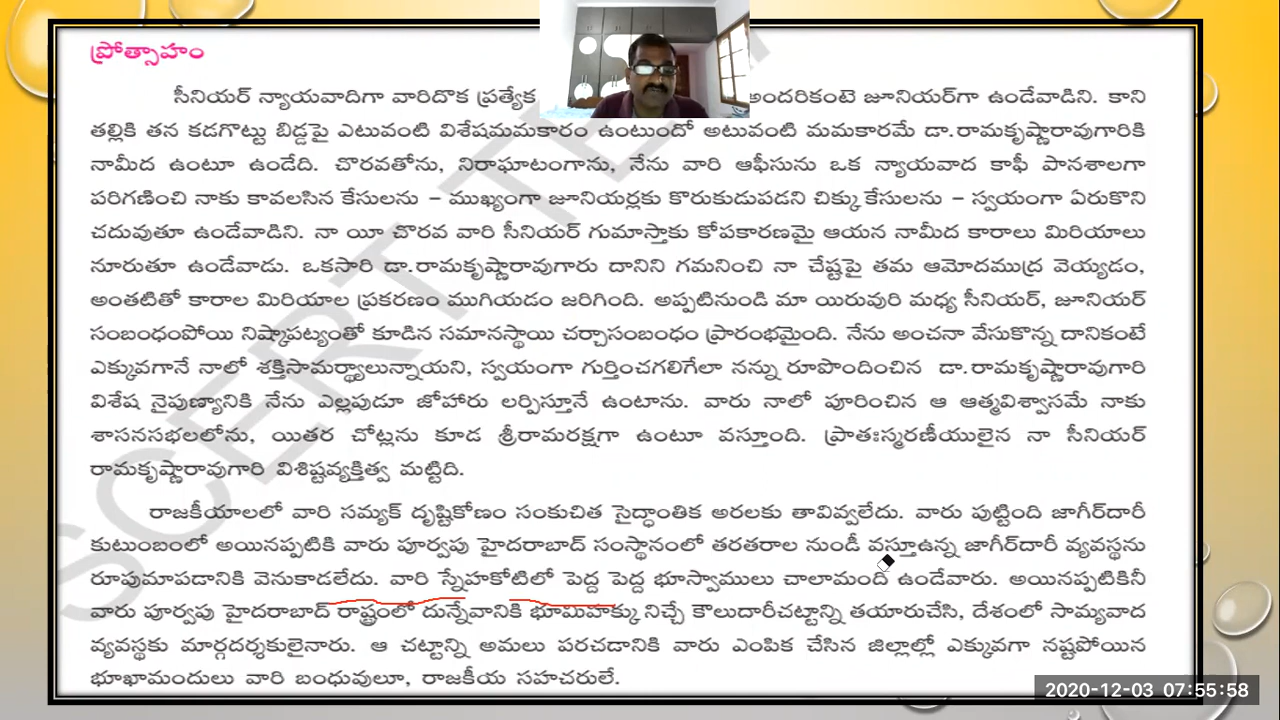 ప్రోత్సాహం
సీనియర్ న్యాయవాదిగా వారిదొక ప్రత్యేక అందరికంటె జూనియర్‌గా ఉండేవాడిని. కాని
తల్లికి తన కడగొట్టు బిడ్డపై ఎటువంటి విశేషమమకారం ఉంటుందో అటువంటి మమకారమే డా.రామకృష్ణారావుగారికి
నామీద ఉంటూ ఉండేది. చొరవతోను, నిరాఘాటంగాను, నేను వారి ఆఫీసును ఒక న్యాయవాద కాఫీ పానశాలగా
పరిగణించి నాకు కావలసిన కేసులను – ముఖ్యంగా జూనియర్లకు కొరుకుడుపడని చిక్కుకేసులను – స్వయంగా ఏరుకొని
చదువుతూ ఉండేవాడిని. నా యీ చొరవ వారి సీనియర్ గుమాస్తాకు కోపకారణమై ఆయన నామీద కారాలు మిరియాలు
నూరుతూ ఉండేవాడు. ఒకసారి డా.రామకృష్ణారావుగారు దానిని గమనించి నా చేష్టపై తమ ఆమోదముద్ర వెయ్యడం,
అంతటితో కారాల మిరియాల ప్రకరణం ముగియడం జరిగింది. అప్పటినుండి మా యిరువురి మధ్య సీనియర్, జూనియర్
సంబంధంపోయి నిష్కాపట్యంతో కూడిన సమానస్థాయి చర్చాసంబంధం ప్రారంభమైంది. నేను అంచనా వేసుకొన్న దానికంటే
ఎక్కువగానే నాలో శక్తిసామర్థ్యాలున్నాయని, స్వయంగా గుర్తించగలిగేలా నన్ను రూపొందించిన డా.రామకృష్ణారావుగారి
విశేష నైపుణ్యానికి నేను ఎల్లపుడూ జోహారు లర్పిస్తూనే ఉంటాను. వారు నాలో పూరించిన ఆ ఆత్మవిశ్వాసమే నాకు
శాసనసభలలోను, యితర చోట్లను కూడ శ్రీరామరక్షగా ఉంటూ వస్తూంది. ప్రాతఃస్మరణీయులైన నా సీనియర్
రామకృష్ణారావుగారి విశిష్టవ్యక్తిత్వ మట్టిది.
రాజకీయాలలో వారి సమ్యక్ దృష్టికోణం సంకుచిత సైద్ధాంతిక అరలకు తావివ్వలేదు. వారు పుట్టింది జాగీర్‌దారీ
కుటుంబంలో అయినప్పటికి వారు పూర్వపు హైదరాబాద్ సంస్థానంలో తరతరాల నుండీ వస్తూఉన్న జాగీర్‌దారీ వ్యవస్థను
రూపుమాపడానికి వెనుకాడలేదు. వారి స్నేహకోటిలో పెద్ద పెద్ద భూస్వాములు చాలామంది ఉండేవారు. అయినప్పటికినీ
వారు పూర్వపు హైదరాబాద్ రాష్ట్రంలో దున్నేవానికి భూమిహక్కు నిచ్చే కౌలుదారీచట్టాన్ని తయారుచేసి, దేశంలో సామ్యవాద
వ్యవస్థకు మార్గదర్శకులైనారు. ఆ చట్టాన్ని అమలు పరచడానికి వారు ఎంపిక చేసిన జిల్లాల్లో ఎక్కువగా నష్టపోయిన
భూఖామందులు వారి బంధువులూ, రాజకీయ సహచరులే.
2020-12-03 07:55:58